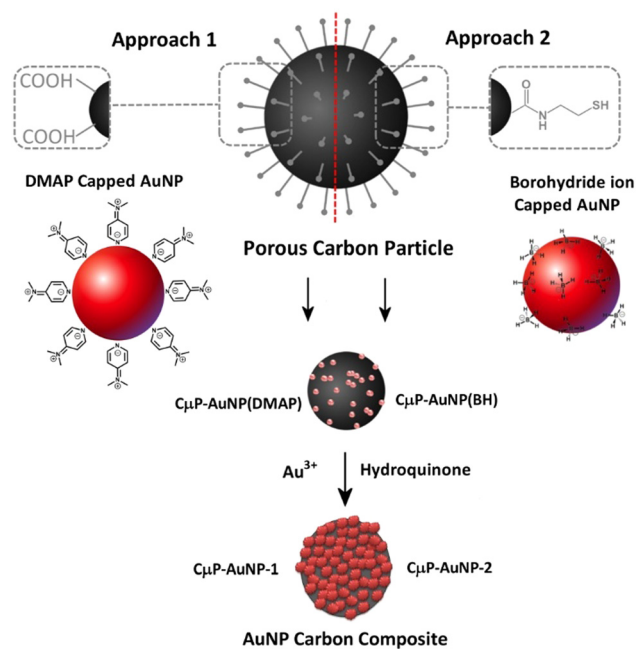 Approach 1
Approach 2
COOH
COOH
O
N
H
SH
DMAP Capped AuNP
Borohydride ion
Capped AuNP
Porous Carbon Particle
CµP-AuNP(DMAP)
CµP-AuNP(BH)
Au³⁺
Hydroquinone
CµP-AuNP-1
CµP-AuNP-2
AuNP Carbon Composite